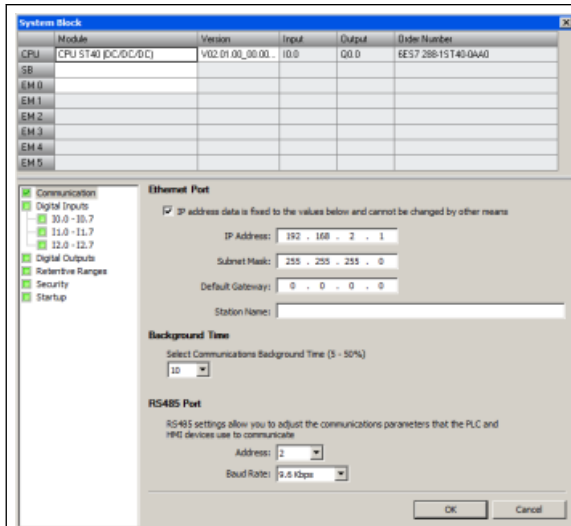 System Block
Module Version Input Output Order Number
CPU CPU ST40 (DC/DC/DC) V02.01.00_00.00... I0.0 Q0.0 6ES7 288-1ST40-0AA0
SB
EM 0
EM 1
EM 2
EM 3
EM 4
EM 5
Communication
Digital Inputs
I0.0 - I0.7
I1.0 - I1.7
I2.0 - I2.7
Digital Outputs
Retentive Ranges
Security
Startup
Ethernet Port
IP address data is fixed to the values below and cannot be changed by other means
IP Address: 192 . 168 . 2 . 1
Subnet Mask: 255 . 255 . 255 . 0
Default Gateway: 0 . 0 . 0 . 0
Station Name:
Background Time
Select Communications Background Time (5 - 50%)
10
RS485 Port
RS485 settings allow you to adjust the communications parameters that the PLC and
HMI devices use to communicate
Address: 2
Baud Rate: 9.6 Kbps
OK Cancel